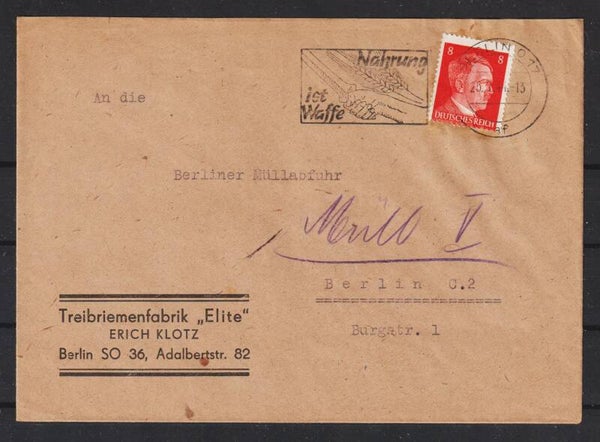 Nahrung
ist
Waffe
8 8
DEUTSCHES REICH
An die
Berliner Müllabfuhr
Müll V
Berlin C.2
Burgstr. 1
Treibriemenfabrik „Elite“
ERICH KLOTZ
Berlin SO 36, Adalbertstr. 82